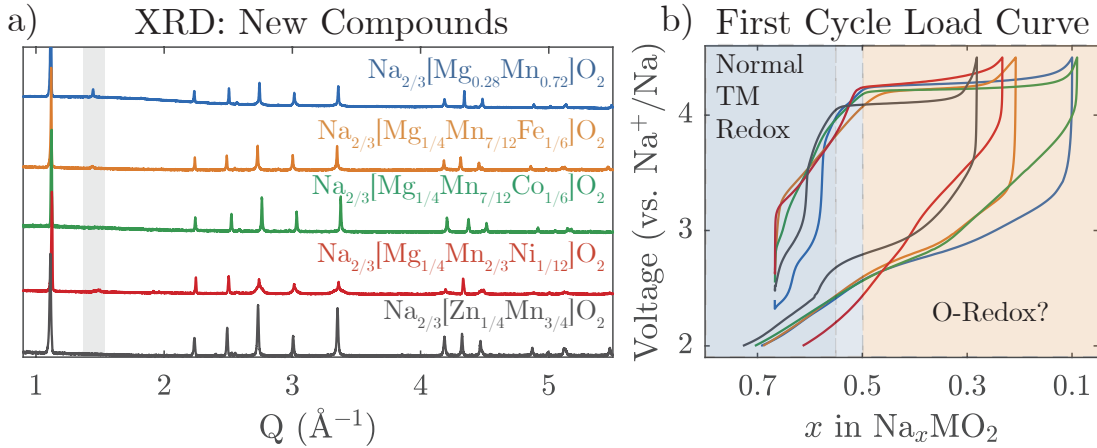 a) XRD: New Compounds
Na2/3[Mg0.28Mn0.72]O2
Na2/3[Mg1/4Mn7/12Fe1/6]O2
Na2/3[Mg1/4Mn7/12Co1/6]O2
Na2/3[Mg1/4Mn2/3Ni1/12]O2
Na2/3[Zn1/4Mn3/4]O2
1 2 3 4 5
Q (Å⁻¹)
b) First Cycle Load Curve
Voltage (vs. Na⁺/Na)
4
3
2
Normal
TM
Redox
O-Redox?
0.7 0.5 0.3 0.1
x in NaxMO2